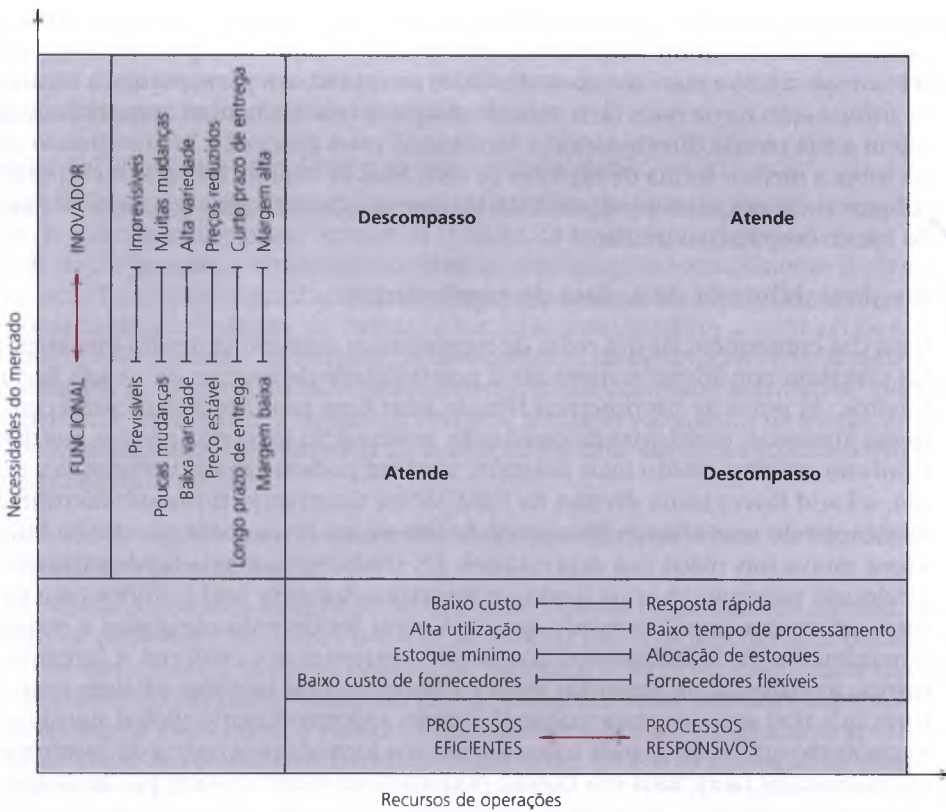 Necessidades do mercado
FUNCIONAL
INOVADOR
Previsíveis
Imprevisíveis
Poucas mudanças
Muitas mudanças
Baixa variedade
Alta variedade
Preço estável
Preços reduzidos
Longo prazo de entrega
Curto prazo de entrega
Margem baixa
Margem alta
Descompasso
Atende
Atende
Descompasso
Baixo custo
Resposta rápida
Alta utilização
Baixo tempo de processamento
Estoque mínimo
Alocação de estoques
Baixo custo de fornecedores
Fornecedores flexíveis
PROCESSOS
EFICIENTES
PROCESSOS
RESPONSIVOS
Recursos de operações